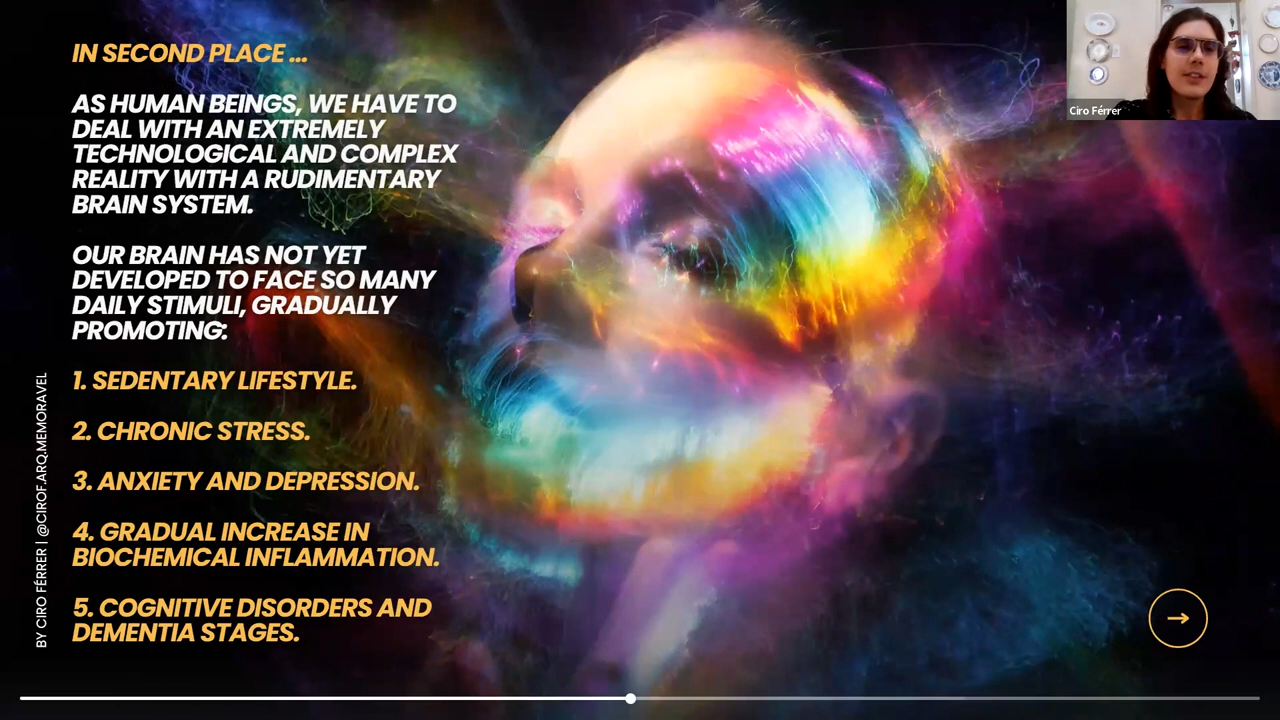 IN SECOND PLACE ...
AS HUMAN BEINGS, WE HAVE TO
DEAL WITH AN EXTREMELY
TECHNOLOGICAL AND COMPLEX
REALITY WITH A RUDIMENTARY
BRAIN SYSTEM.
OUR BRAIN HAS NOT YET
DEVELOPED TO FACE SO MANY
DAILY STIMULI, GRADUALLY
PROMOTING:
1. SEDENTARY LIFESTYLE.
2. CHRONIC STRESS.
3. ANXIETY AND DEPRESSION.
4. GRADUAL INCREASE IN
BIOCHEMICAL INFLAMMATION.
5. COGNITIVE DISORDERS AND
DEMENTIA STAGES.
BY CIRO FÉRRER | @CIROF.ARQ.MEMORAVEL
Ciro Férrer